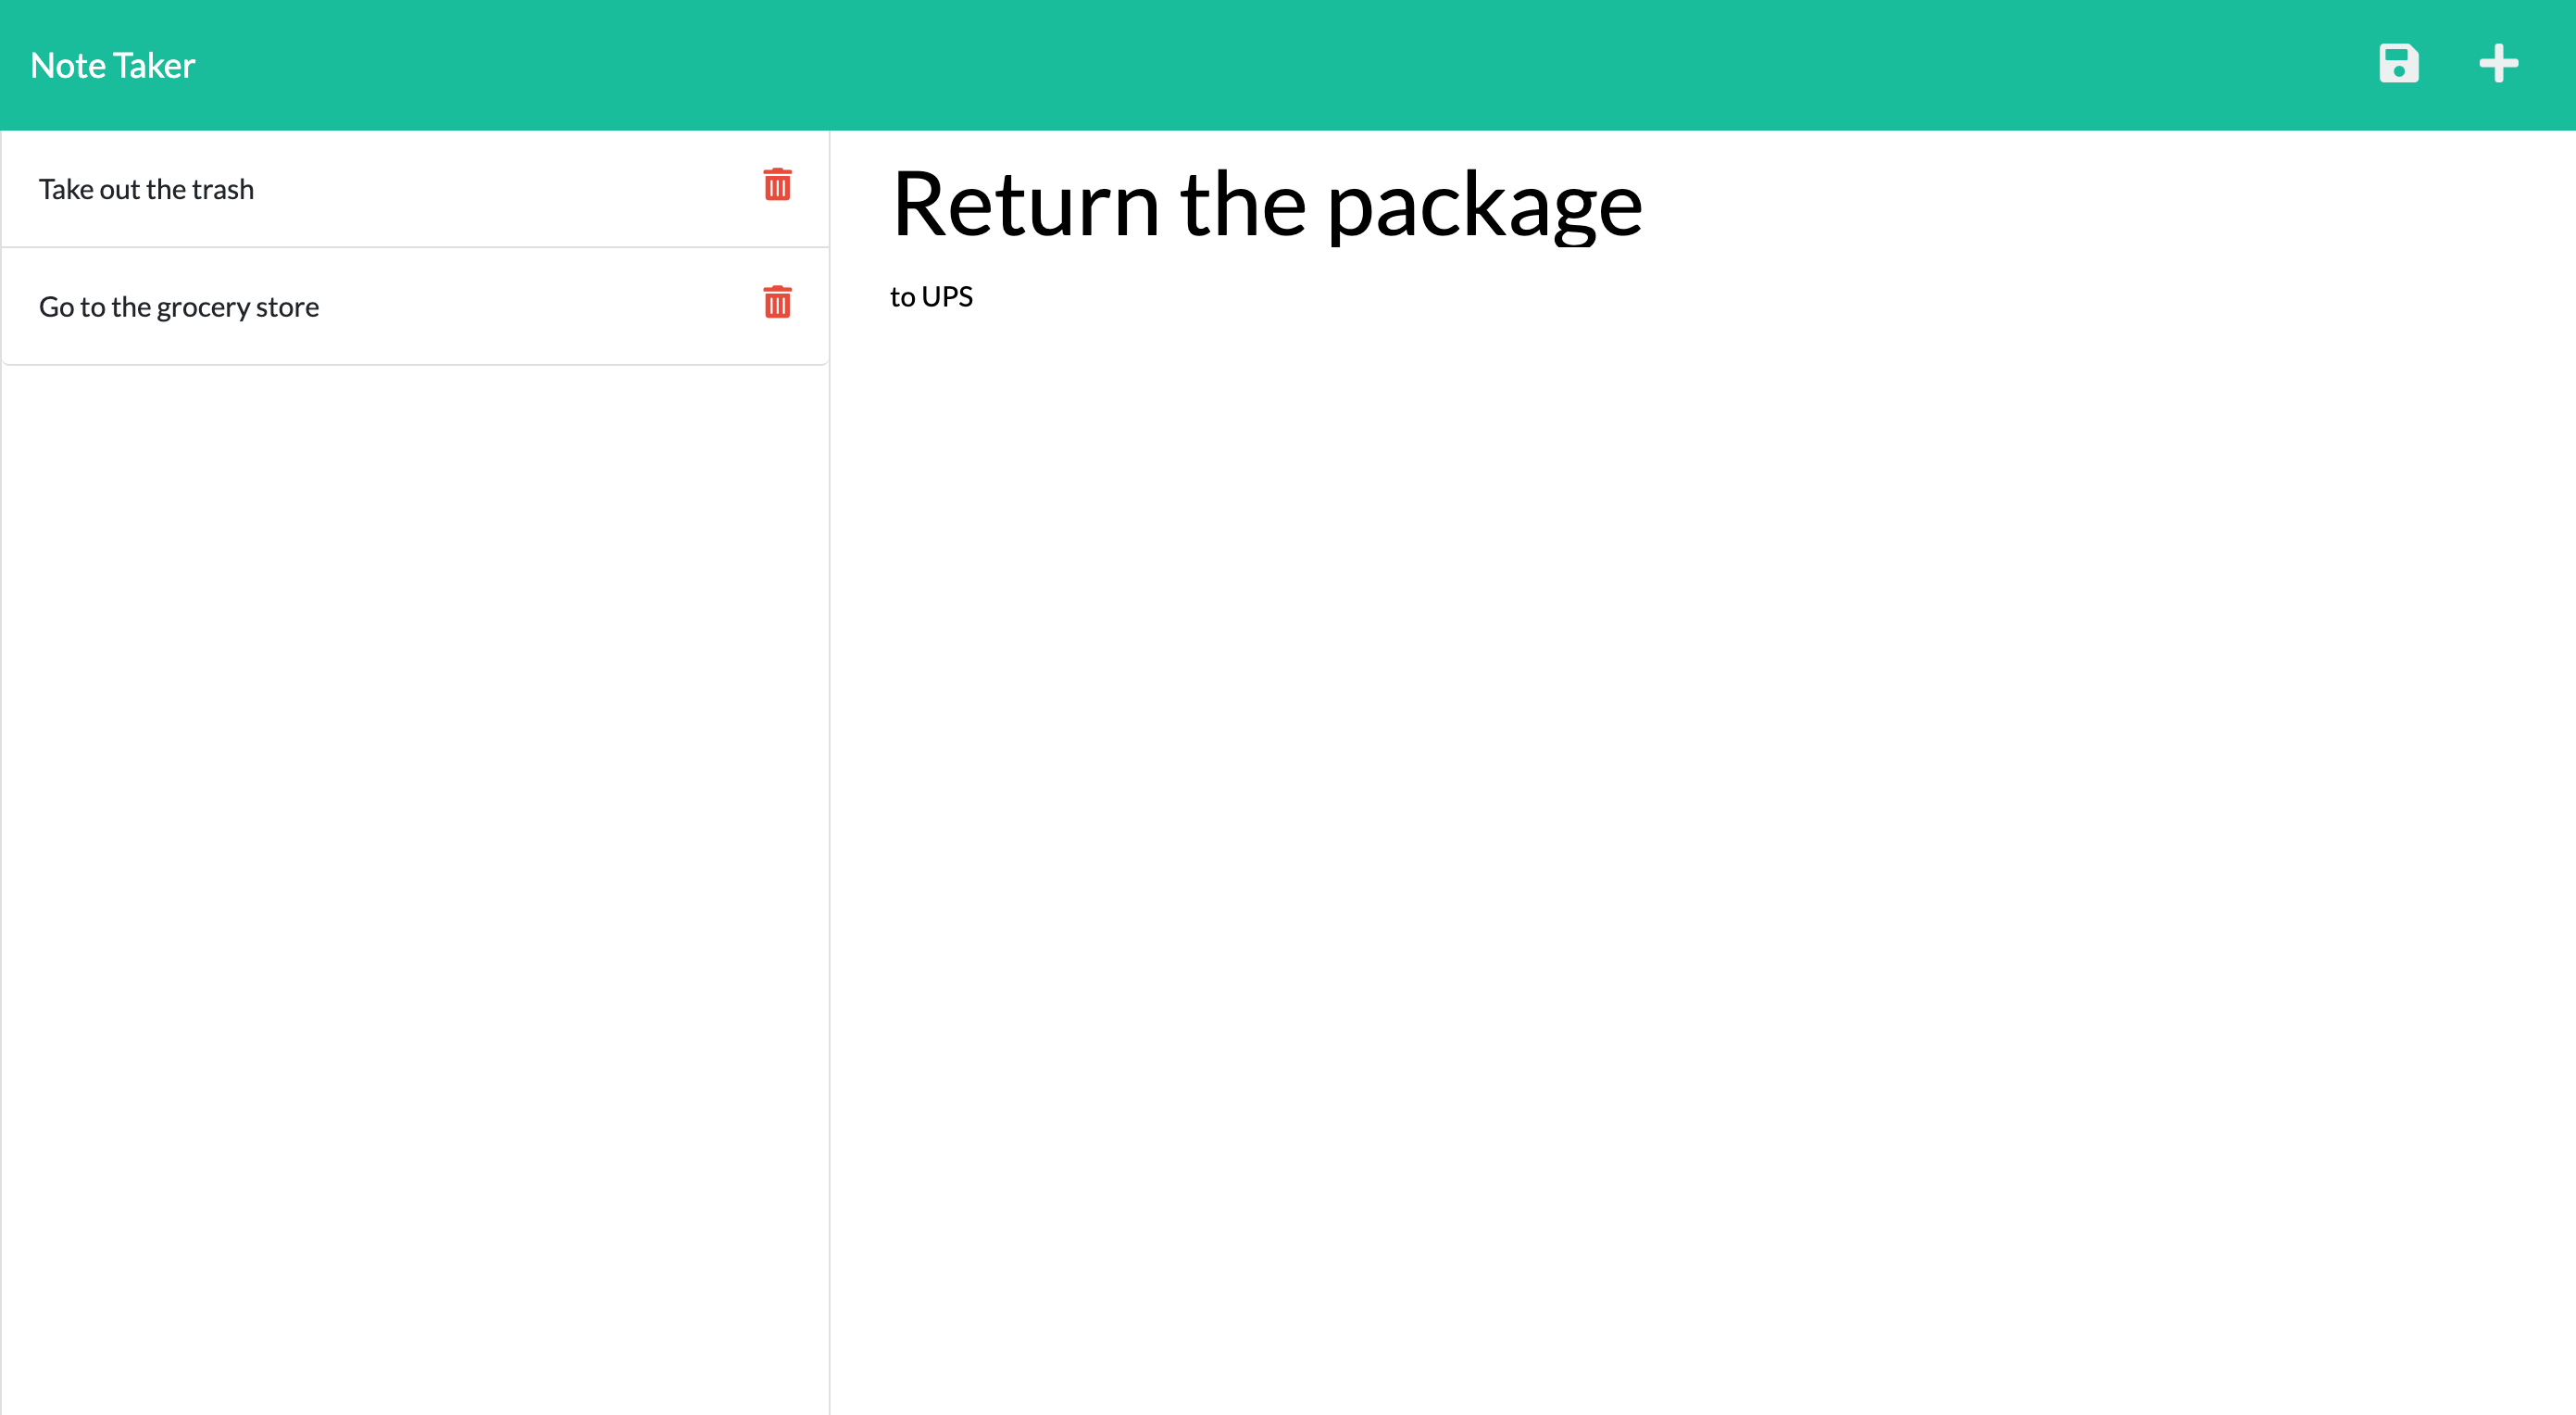 Note Taker
Take out the trash
Go to the grocery store
Return the package
to UPS